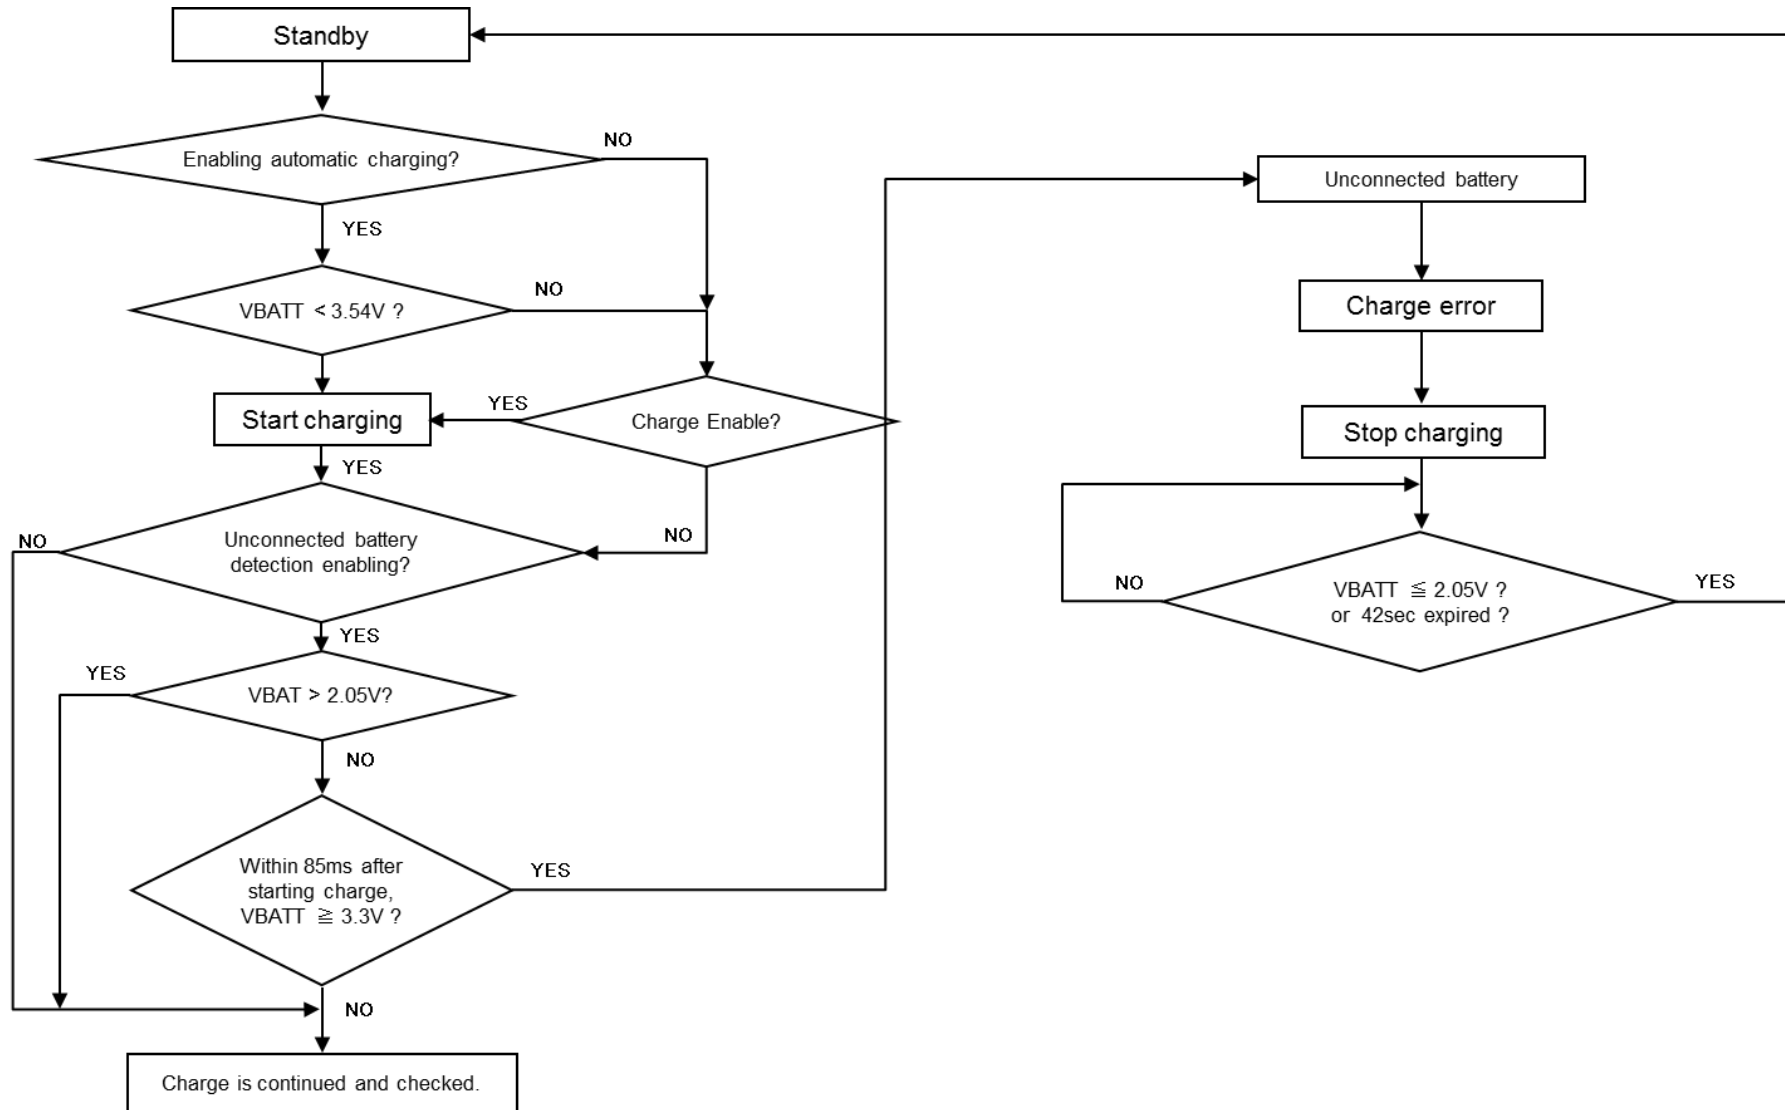 Standby
Enabling automatic charging?
NO
YES
VBATT < 3.54V ?
NO
Start charging
YES
Charge Enable?
YES
NO
Unconnected battery
detection enabling?
NO
YES
VBAT > 2.05V?
YES
NO
Within 85ms after
starting charge,
VBATT ≧ 3.3V ?
YES
NO
Charge is continued and checked.
Unconnected battery
Charge error
Stop charging
VBATT ≦ 2.05V ?
or 42sec expired ?
NO
YES